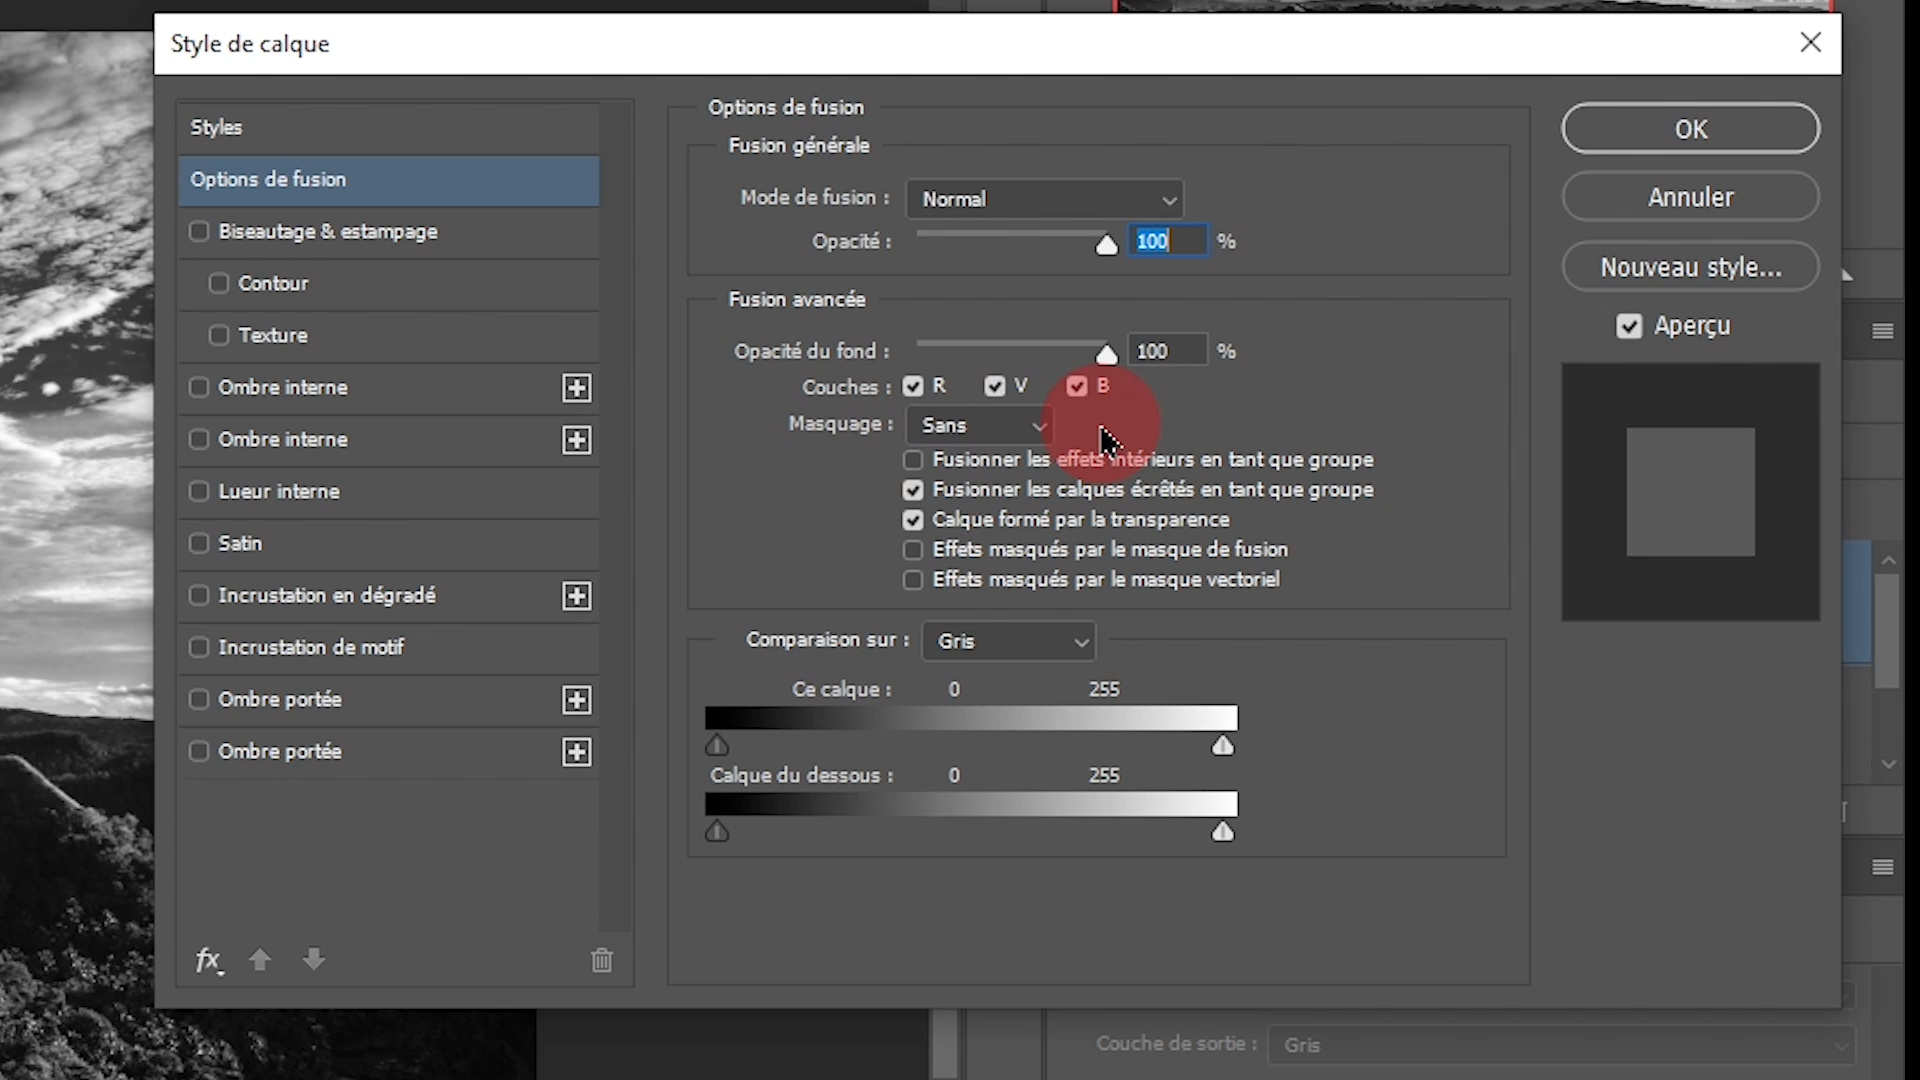 Style de calque
Styles
Options de fusion
Biseautage & estampage
Contour
Texture
Ombre interne
Ombre interne
Lueur interne
Satin
Incrustation en dégradé
Incrustation de motif
Ombre portée
Ombre portée
fx
Options de fusion
Fusion générale
Mode de fusion : Normal
Opacité : 100 %
Fusion avancée
Opacité du fond : 100 %
Couches : R V B
Masquage : Sans
Fusionner les effets intérieurs en tant que groupe
Fusionner les calques écrêtés en tant que groupe
Calque formé par la transparence
Effets masqués par le masque de fusion
Effets masqués par le masque vectoriel
Comparaison sur : Gris
Ce calque : 0 255
Calque du dessous : 0 255
OK
Annuler
Nouveau style...
Aperçu
Couche de sortie : Gris